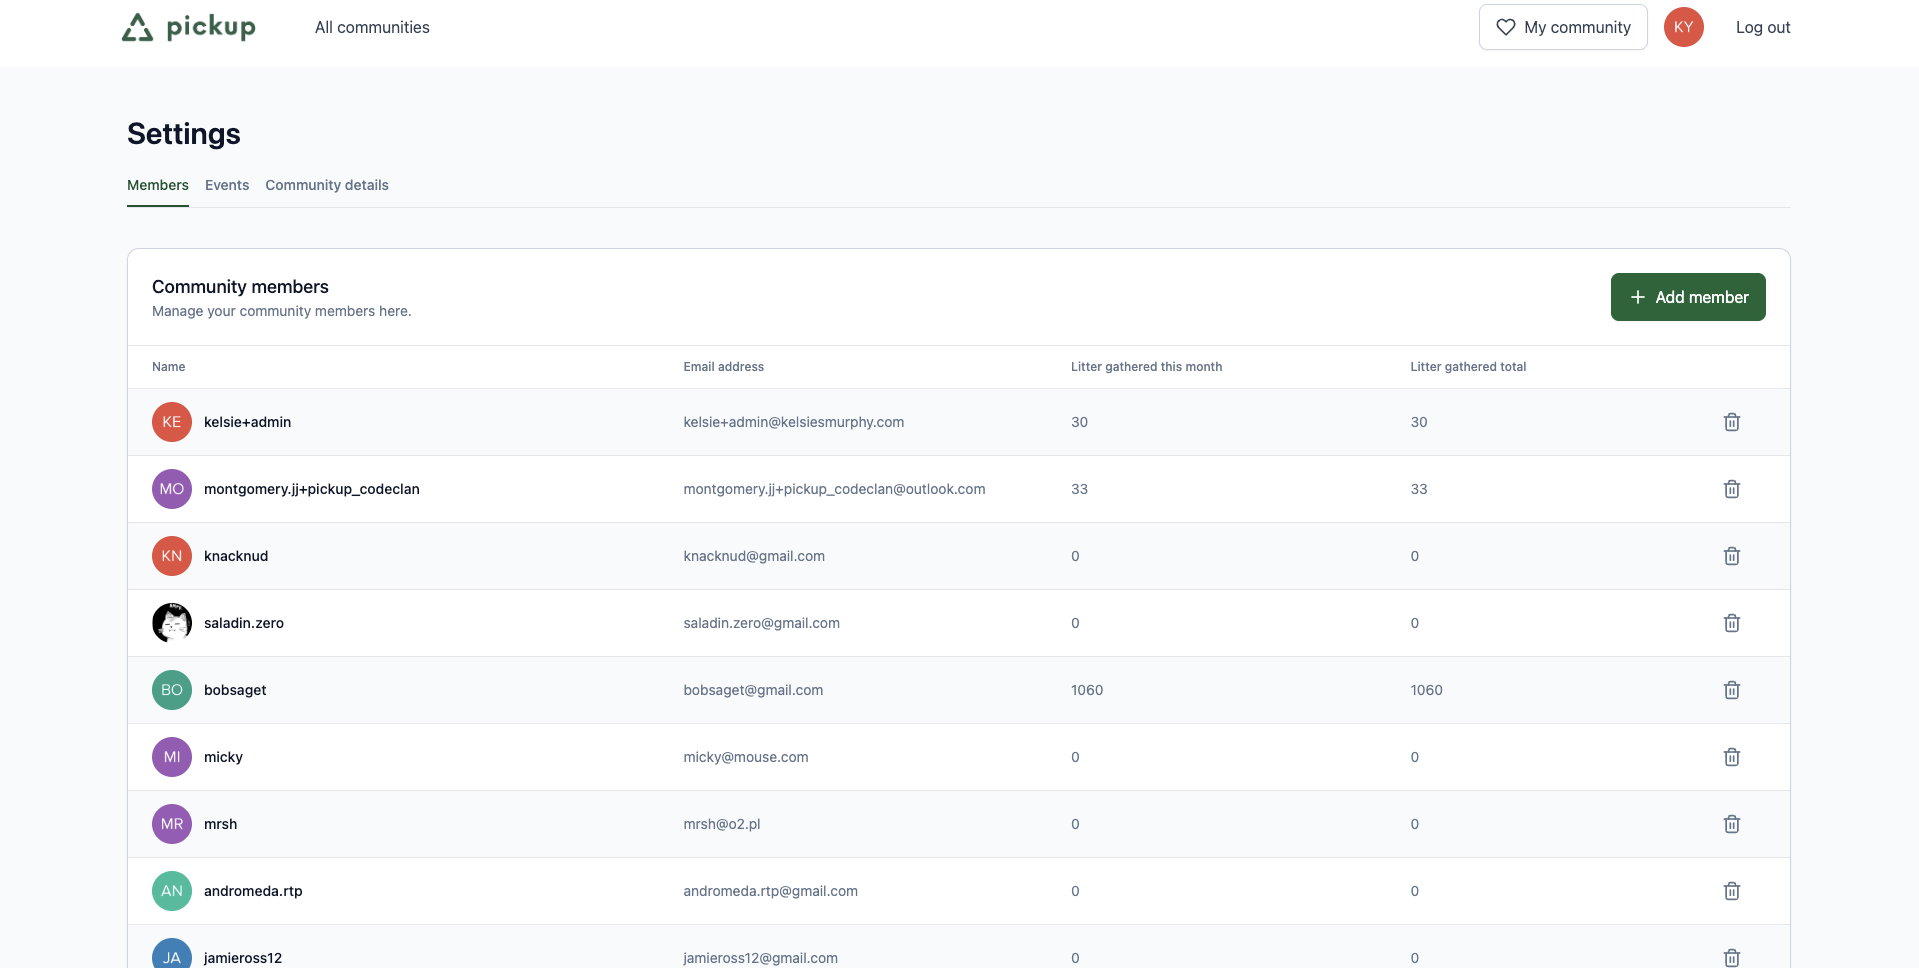 pickup
All communities
My community
KY
Log out
Settings
Members Events Community details
Community members
Manage your community members here.
Add member
Name Email address Litter gathered this month Litter gathered total
KE kelsie+admin kelsie+admin@kelsiesmurphy.com 30 30
MO montgomery.jj+pickup_codeclan montgomery.jj+pickup_codeclan@outlook.com 33 33
KN knacknud knacknud@gmail.com 0 0
saladin.zero saladin.zero@gmail.com 0 0
BO bobsaget bobsaget@gmail.com 1060 1060
MI micky micky@mouse.com 0 0
MR mrsh mrsh@o2.pl 0 0
AN andromeda.rtp andromeda.rtp@gmail.com 0 0
JA jamieross12 jamieross12@gmail.com 0 0